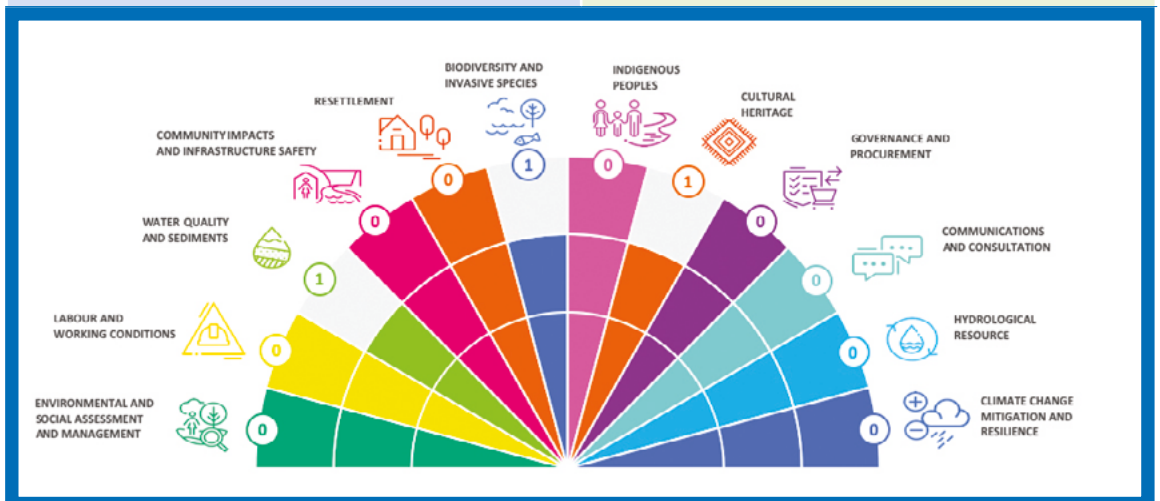 BIODIVERSITY AND
INVASIVE SPECIES
INDIGENOUS
PEOPLES
RESETTLEMENT
CULTURAL
HERITAGE
COMMUNITY IMPACTS
AND INFRASTRUCTURE SAFETY
GOVERNANCE AND
PROCUREMENT
WATER QUALITY
AND SEDIMENTS
COMMUNICATIONS
AND CONSULTATION
LABOUR AND
WORKING CONDITIONS
HYDROLOGICAL
RESOURCE
ENVIRONMENTAL AND
SOCIAL ASSESSMENT
AND MANAGEMENT
CLIMATE CHANGE
MITIGATION AND
RESILIENCE
0
0
1
0
0
1
0
1
0
0
0
0